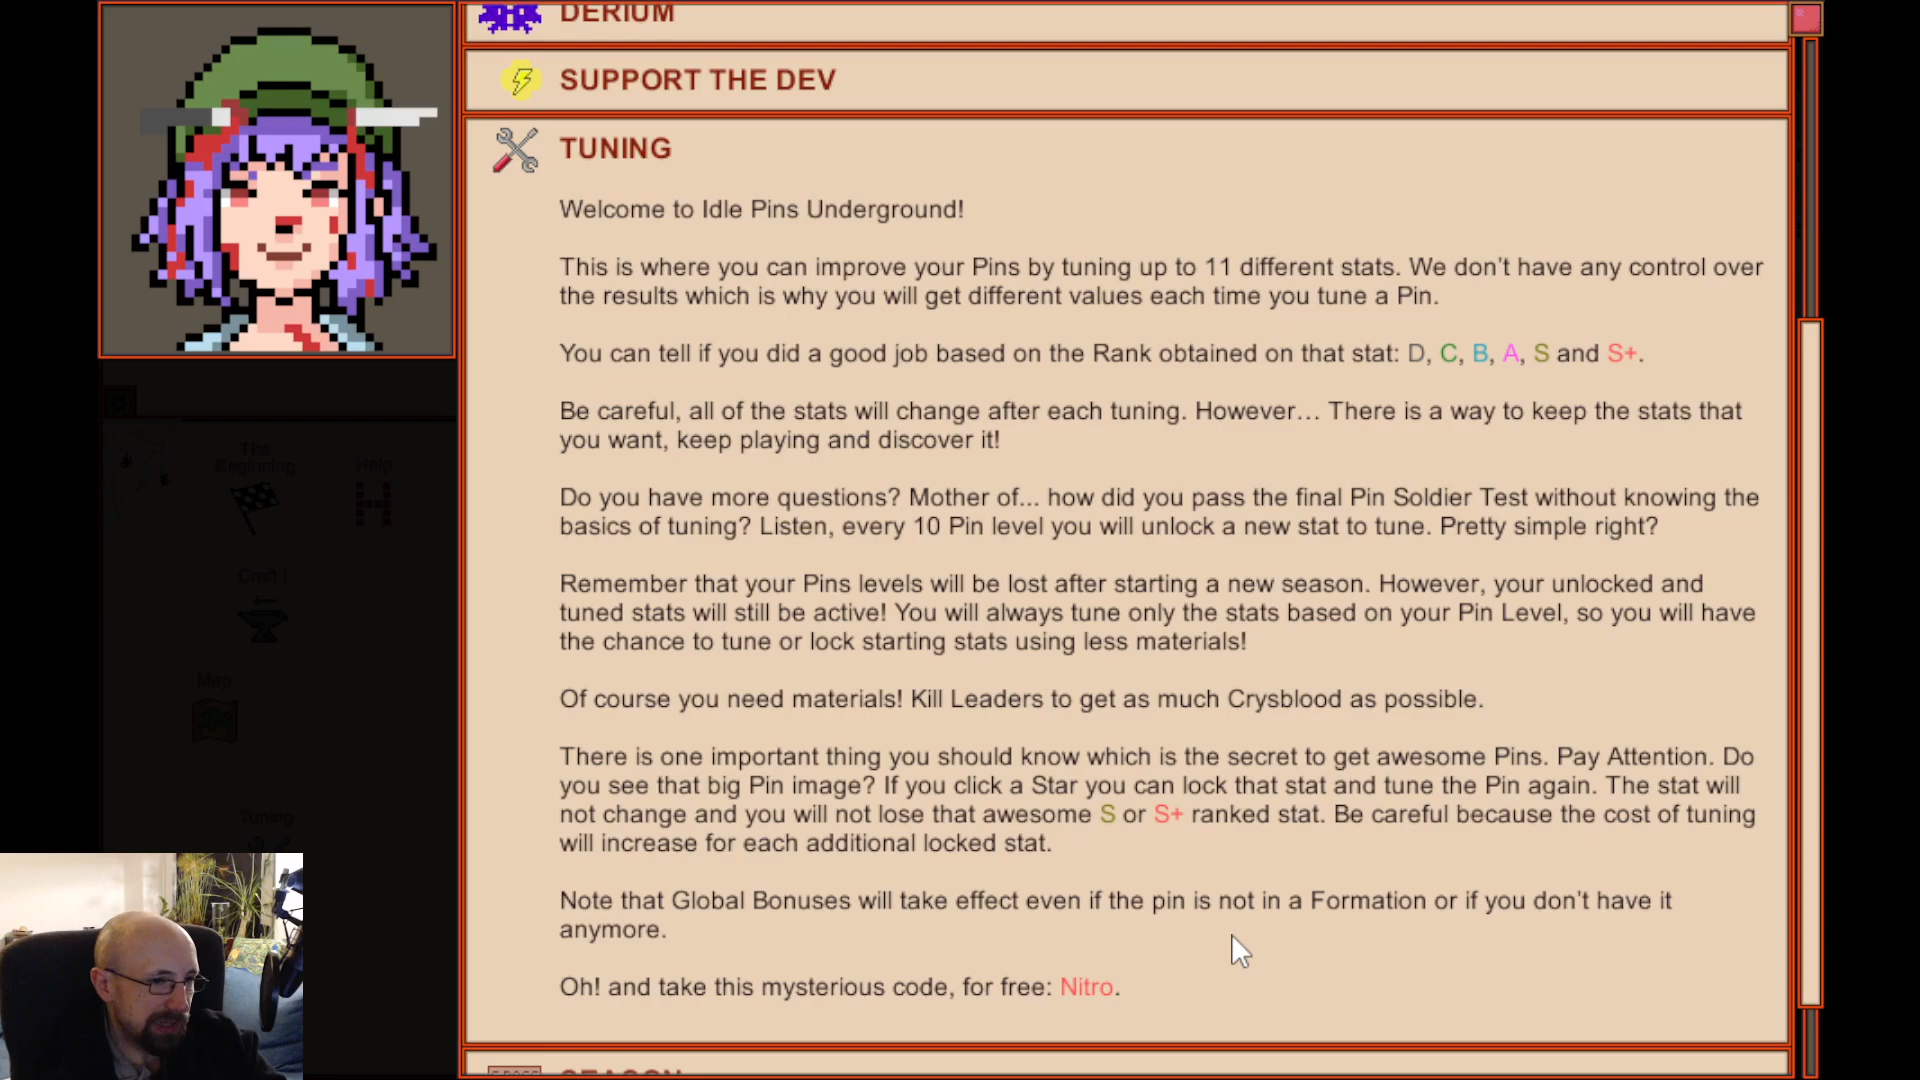 DERIUM
SUPPORT THE DEV
TUNING
Welcome to Idle Pins Underground!
This is where you can improve your Pins by tuning up to 11 different stats. We don't have any control over
the results which is why you will get different values each time you tune a Pin.
You can tell if you did a good job based on the Rank obtained on that stat: D, C, B, A, S and S+.
Be careful, all of the stats will change after each tuning. However... There is a way to keep the stats that
you want, keep playing and discover it!
Do you have more questions? Mother of... how did you pass the final Pin Soldier Test without knowing the
basics of tuning? Listen, every 10 Pin level you will unlock a new stat to tune. Pretty simple right?
Remember that your Pins levels will be lost after starting a new season. However, your unlocked and
tuned stats will still be active! You will always tune only the stats based on your Pin Level, so you will have
the chance to tune or lock starting stats using less materials!
Of course you need materials! Kill Leaders to get as much Crysblood as possible.
There is one important thing you should know which is the secret to get awesome Pins. Pay Attention. Do
you see that big Pin image? If you click a Star you can lock that stat and tune the Pin again. The stat will
not change and you will not lose that awesome S or S+ ranked stat. Be careful because the cost of tuning
will increase for each additional locked stat.
Note that Global Bonuses will take effect even if the pin is not in a Formation or if you don't have it
anymore.
Oh! and take this mysterious code, for free: Nitro.
SEASON
The
Beginning
Help
Craft !
Map
Tuning